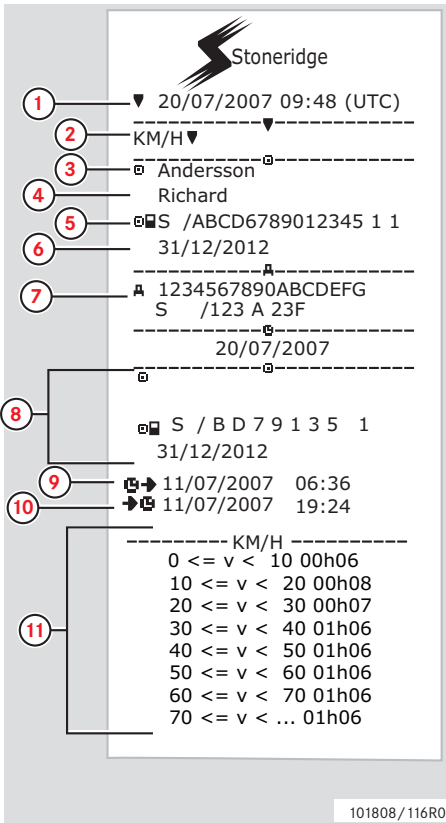 Stoneridge
1 ▼ 20/07/2007 09:48 (UTC)
2 KM/H▼
3 Andersson
4 Richard
5 S /ABCD6789012345 1 1
6 31/12/2012
7 A 1234567890ABCDEFG
S /123 A 23F
20/07/2007
8
S / B D 7 9 1 3 5 1
31/12/2012
9 11/07/2007 06:36
10 11/07/2007 19:24
11
---------- KM/H ----------
0 <= v < 10 00h06
10 <= v < 20 00h08
20 <= v < 30 00h07
30 <= v < 40 01h06
40 <= v < 50 01h06
50 <= v < 60 01h06
60 <= v < 70 01h06
70 <= v < ... 01h06
101808/116R0